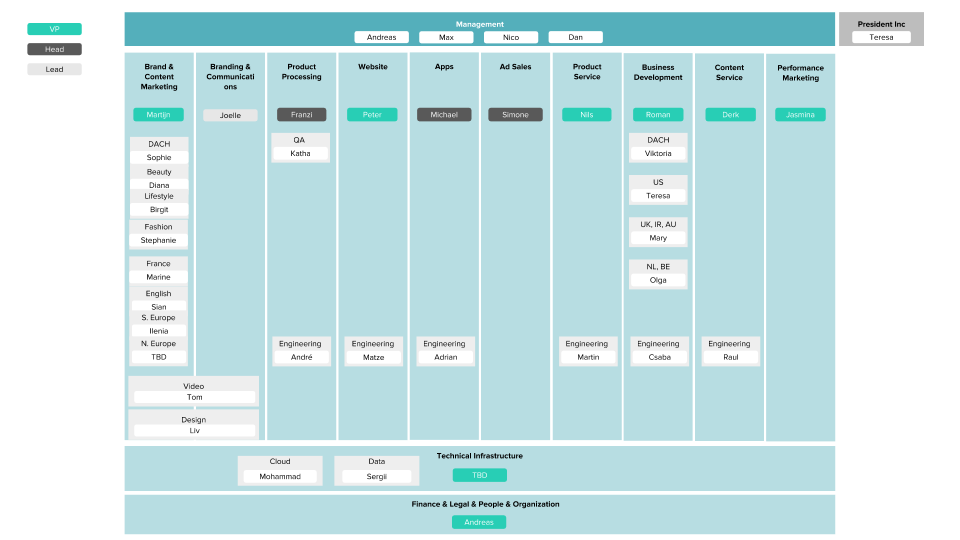 VP
Head
Lead
Management
Andreas
Max
Nico
Dan
President Inc
Teresa
Brand &
Content
Marketing
Martijn
DACH
Sophie
Beauty
Diana
Lifestyle
Birgit
Fashion
Stephanie
France
Marine
English
Sian
S. Europe
Ilenia
N. Europe
TBD
Branding &
Communicati
ons
Joelle
Video
Tom
Design
Liv
Product
Processing
Franzi
QA
Katha
Engineering
André
Website
Peter
Engineering
Matze
Apps
Michael
Engineering
Adrian
Ad Sales
Simone
Product
Service
Nils
Engineering
Martin
Business
Development
Roman
DACH
Viktoria
US
Teresa
UK, IR, AU
Mary
NL, BE
Olga
Engineering
Csaba
Content
Service
Derk
Engineering
Raul
Performance
Marketing
Jasmina
Technical Infrastructure
Cloud
Mohammad
Data
Sergii
TBD
Finance & Legal & People & Organization
Andreas